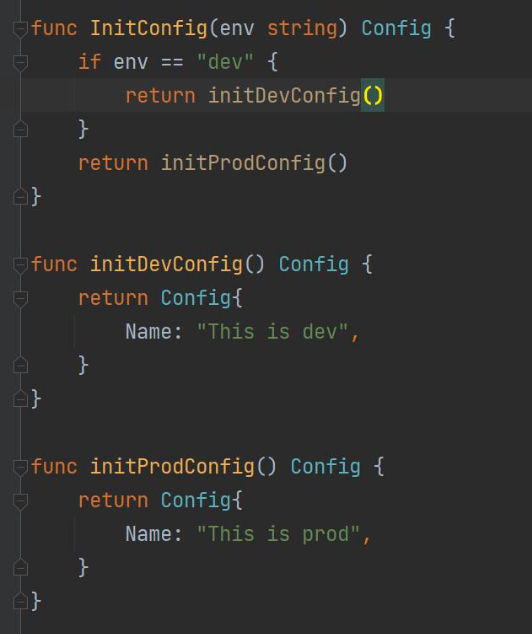 func InitConfig(env string) Config {
    if env == "dev" {
        return initDevConfig()
    }
    return initProdConfig()
}
func initDevConfig() Config {
    return Config{
        Name: "This is dev",
    }
}
func initProdConfig() Config {
    return Config{
        Name: "This is prod",
    }
}